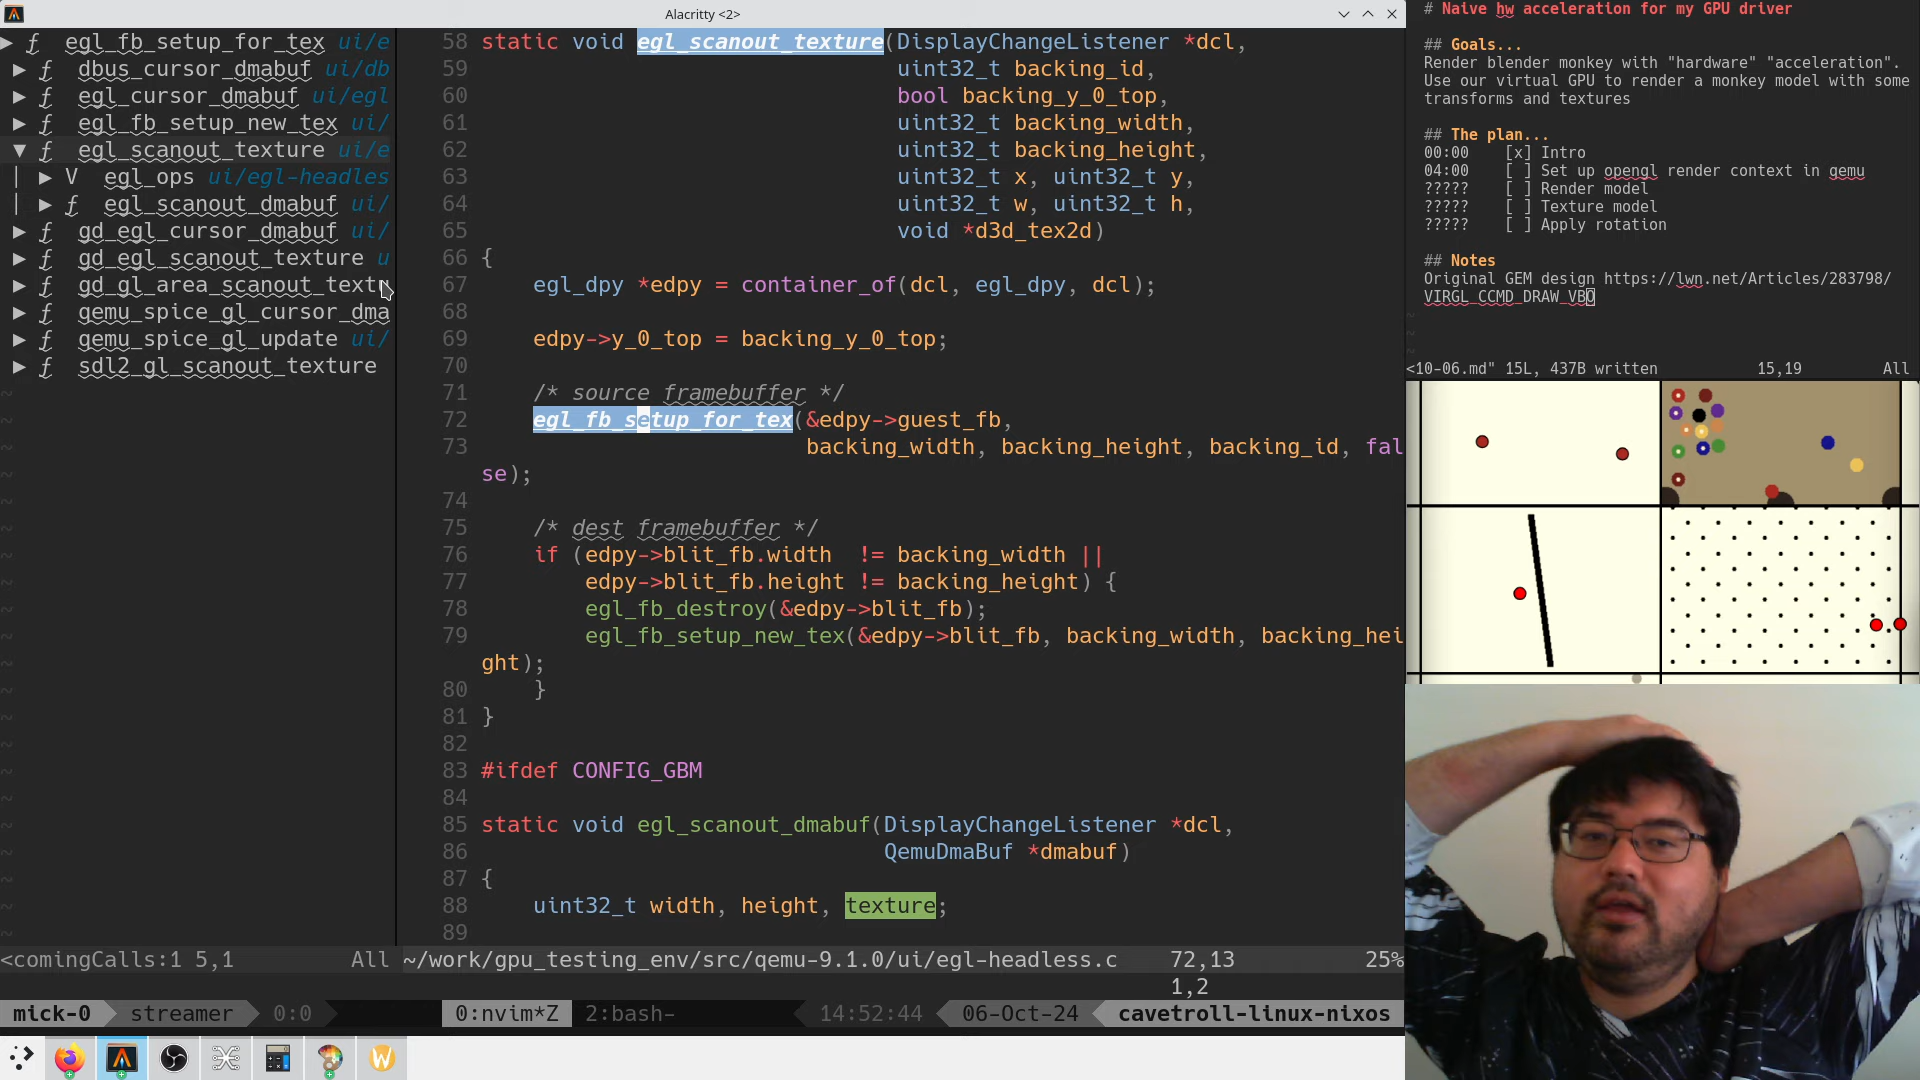 Alacritty <2>
▶ ƒ egl_fb_setup_for_tex ui/e
▶ ƒ dbus_cursor_dmabuf ui/db
▶ ƒ egl_cursor_dmabuf ui/egl
▶ ƒ egl_fb_setup_new_tex ui/
▼ ƒ egl_scanout_texture ui/e
| ▶ V egl_ops ui/egl-headles
| ▶ ƒ egl_scanout_dmabuf ui/
▶ ƒ gd_egl_cursor_dmabuf ui/
▶ ƒ gd_egl_scanout_texture u
▶ ƒ gd_gl_area_scanout_textu
▶ ƒ qemu_spice_gl_cursor_dma
▶ ƒ qemu_spice_gl_update ui/
▶ ƒ sdl2_gl_scanout_texture
<comingCalls:1 5,1 All
58 static void egl_scanout_texture(DisplayChangeListener *dcl,
59 uint32_t backing_id,
60 bool backing_y_0_top,
61 uint32_t backing_width,
62 uint32_t backing_height,
63 uint32_t x, uint32_t y,
64 uint32_t w, uint32_t h,
65 void *d3d_tex2d)
66 {
67 egl_dpy *edpy = container_of(dcl, egl_dpy, dcl);
68
69 edpy->y_0_top = backing_y_0_top;
70
71 /* source framebuffer */
72 egl_fb_setup_for_tex(&edpy->guest_fb,
73 backing_width, backing_height, backing_id, fal
se);
74
75 /* dest framebuffer */
76 if (edpy->blit_fb.width != backing_width ||
77 edpy->blit_fb.height != backing_height) {
78 egl_fb_destroy(&edpy->blit_fb);
79 egl_fb_setup_new_tex(&edpy->blit_fb, backing_width, backing_hei
ght);
80 }
81 }
82
83 #ifdef CONFIG_GBM
84
85 static void egl_scanout_dmabuf(DisplayChangeListener *dcl,
86 QemuDmaBuf *dmabuf)
87 {
88 uint32_t width, height, texture;
89
~/work/gpu_testing_env/src/qemu-9.1.0/ui/egl-headless.c 72,13 25%
1,2
mick-0 streamer 0:0 0:nvim*Z 2:bash- 14:52:44 06-Oct-24 cavetroll-linux-nixos
# Naive hw acceleration for my GPU driver
## Goals...
Render blender monkey with "hardware" "acceleration".
Use our virtual GPU to render a monkey model with some
transforms and textures
## The plan...
00:00 [x] Intro
04:00 [ ] Set up opengl render context in qemu
????? [ ] Render model
????? [ ] Texture model
????? [ ] Apply rotation
## Notes
Original GEM design https://lwn.net/Articles/283798/
VIRGL_CCMD_DRAW_VBO
<10-06.md" 15L, 437B written 15,19 All